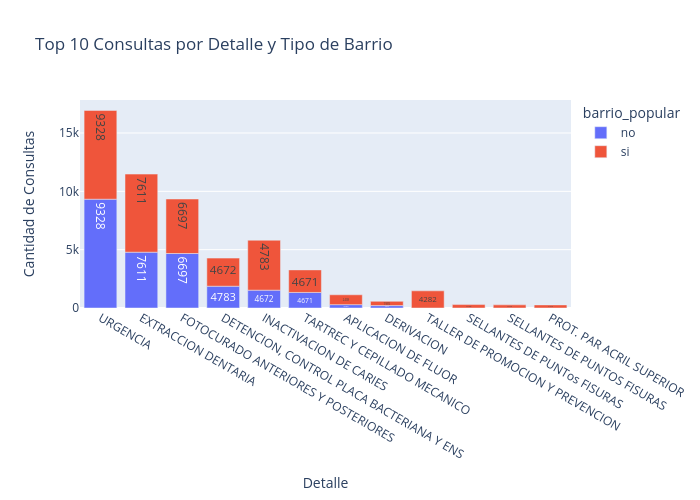 Top 10 Consultas por Detalle y Tipo de Barrio
barrio_popular
no
si
Cantidad de Consultas
15k
10k
5k
0
9328
7611
6697
4672
4783
4671
4282
9328
7611
6697
4783
4672
4671
URGENCIA
EXTRACCION DENTARIA
FOTOCURADO ANTERIORES Y POSTERIORES
DETENCION, CONTROL PLACA BACTERIANA Y ENS
INACTIVACION DE CARIES
TARTREC Y CEPILLADO MECANICO
APLICACION DE FLUOR
DERIVACION
TALLER DE PROMOCION Y PREVENCION
SELLANTES DE PUNTos FISURAS
SELLANTES DE PUNTOS FISURAS
PROT. PAR ACRIL SUPERIOR
Detalle